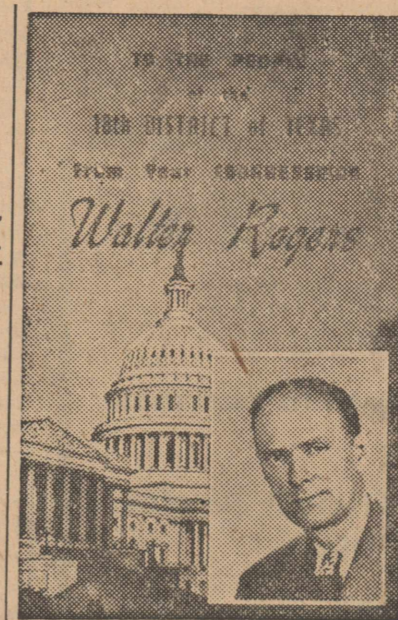 TO THE PEOPLE
of the
18th DISTRICT of TEXAS
From Your CONGRESSMAN
Walter Rogers